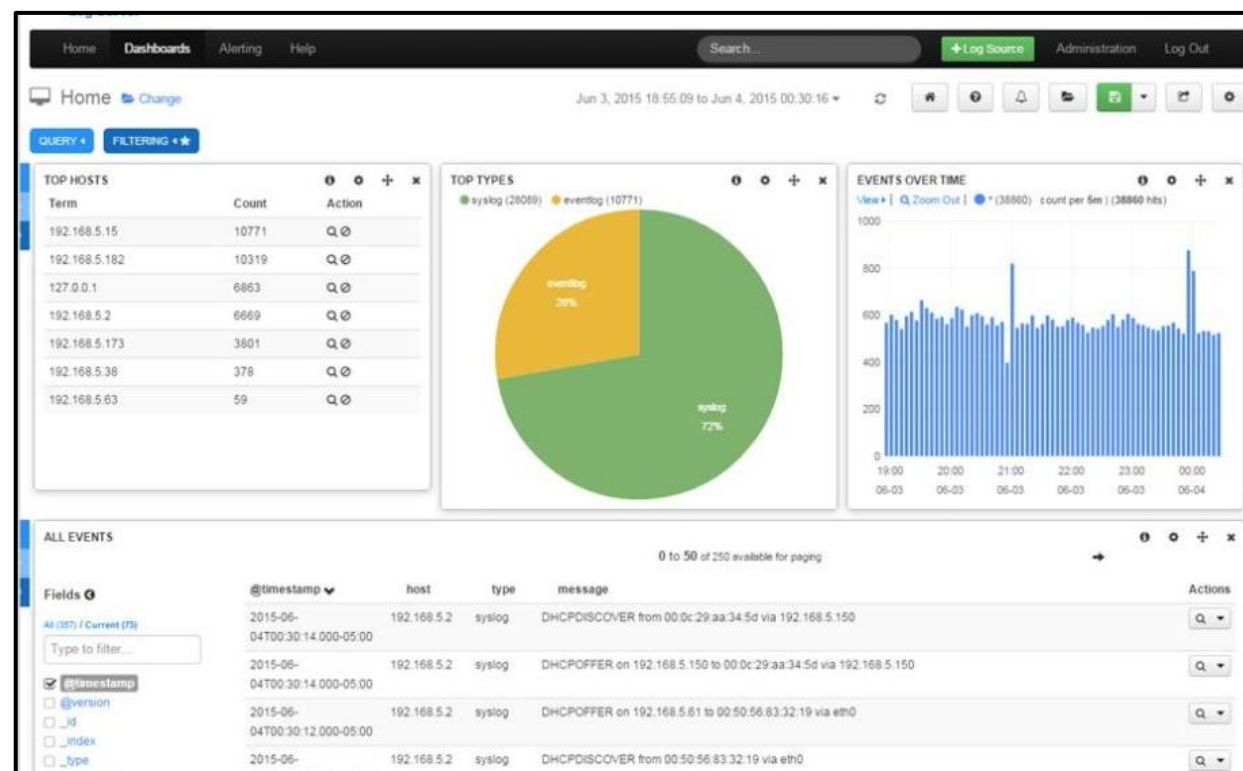 Home Dashboards Alerting Help Search... +Log Source Administration Log Out
Home Change Jun 3, 2015 18:55:09 to Jun 4, 2015 00:30:16
QUERY FILTERING
TOP HOSTS
Term Count Action
192.168.5.15 10771
192.168.5.182 10319
127.0.0.1 6863
192.168.5.2 6669
192.168.5.173 3801
192.168.5.38 378
192.168.5.63 59
TOP TYPES
syslog (28089) eventlog (10771)
eventlog
28%
syslog
72%
EVENTS OVER TIME
View | Zoom Out | * (38860) count per 5m | (38860 hits)
1000
800
600
400
200
0
19:00 20:00 21:00 22:00 23:00 00:00
06-03 06-03 06-03 06-03 06-03 06-04
ALL EVENTS
0 to 50 of 250 available for paging
Fields
All (357) / Current (73)
Type to filter...
@timestamp
@version
_id
_index
_type
@timestamp host type message Actions
2015-06- 192.168.5.2 syslog DHCPDISCOVER from 00:0c:29:aa:34:5d via 192.168.5.150
04T00:30:14.000-05:00
2015-06- 192.168.5.2 syslog DHCPOFFER on 192.168.5.150 to 00:0c:29:aa:34:5d via 192.168.5.150
04T00:30:14.000-05:00
2015-06- 192.168.5.2 syslog DHCPOFFER on 192.168.5.61 to 00:50:56:83:32:19 via eth0
04T00:30:12.000-05:00
2015-06- 192.168.5.2 syslog DHCPDISCOVER from 00:50:56:83:32:19 via eth0